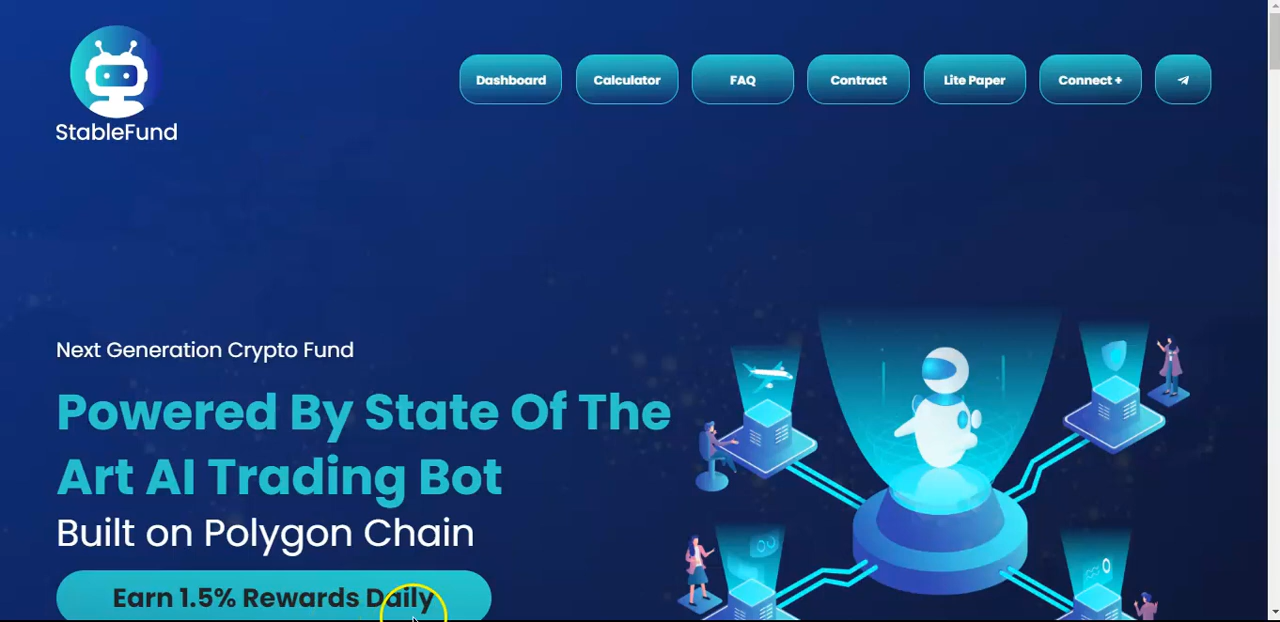 Dashboard
Calculator
FAQ
Contract
Lite Paper
Connect +
StableFund
Next Generation Crypto Fund
Powered By State Of The
Art AI Trading Bot
Built on Polygon Chain
Earn 1.5% Rewards Daily